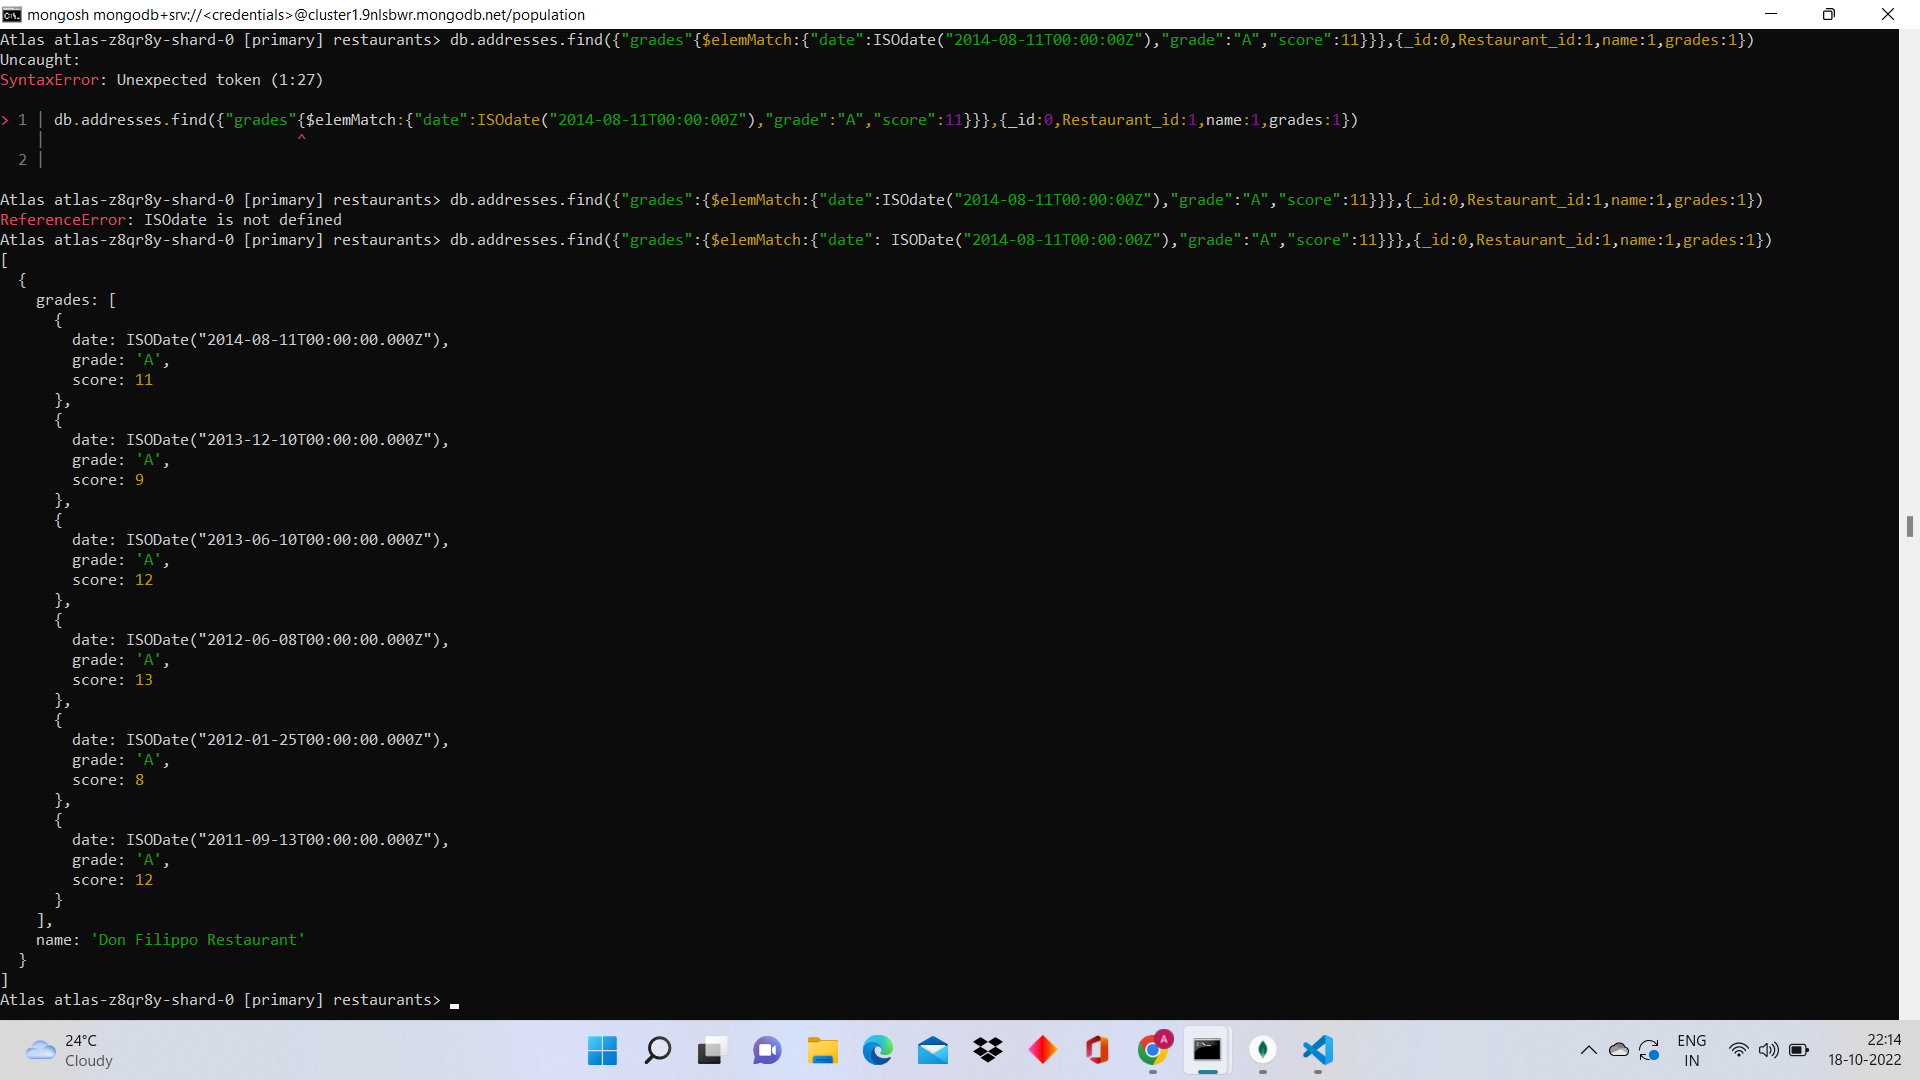 mongosh mongodb+srv://<credentials>@cluster1.9nlsbwr.mongodb.net/population
Atlas atlas-z8qr8y-shard-0 [primary] restaurants> db.addresses.find({"grades"{$elemMatch:{"date":ISOdate("2014-08-11T00:00:00Z"),"grade":"A","score":11}}},{_id:0,Restaurant_id:1,name:1,grades:1})
Uncaught:
SyntaxError: Unexpected token (1:27)
> 1 | db.addresses.find({"grades"{$elemMatch:{"date":ISOdate("2014-08-11T00:00:00Z"),"grade":"A","score":11}}},{_id:0,Restaurant_id:1,name:1,grades:1})
| ^
2 |
Atlas atlas-z8qr8y-shard-0 [primary] restaurants> db.addresses.find({"grades":{$elemMatch:{"date":ISOdate("2014-08-11T00:00:00Z"),"grade":"A","score":11}}},{_id:0,Restaurant_id:1,name:1,grades:1})
ReferenceError: ISOdate is not defined
Atlas atlas-z8qr8y-shard-0 [primary] restaurants> db.addresses.find({"grades":{$elemMatch:{"date": ISODate("2014-08-11T00:00:00Z"),"grade":"A","score":11}}},{_id:0,Restaurant_id:1,name:1,grades:1})
[
{
grades: [
{
date: ISODate("2014-08-11T00:00:00.000Z"),
grade: 'A',
score: 11
},
{
date: ISODate("2013-12-10T00:00:00.000Z"),
grade: 'A',
score: 9
},
{
date: ISODate("2013-06-10T00:00:00.000Z"),
grade: 'A',
score: 12
},
{
date: ISODate("2012-06-08T00:00:00.000Z"),
grade: 'A',
score: 13
},
{
date: ISODate("2012-01-25T00:00:00.000Z"),
grade: 'A',
score: 8
},
{
date: ISODate("2011-09-13T00:00:00.000Z"),
grade: 'A',
score: 12
}
],
name: 'Don Filippo Restaurant'
}
]
Atlas atlas-z8qr8y-shard-0 [primary] restaurants>
24°C
Cloudy
A
ENG
IN
22:14
18-10-2022